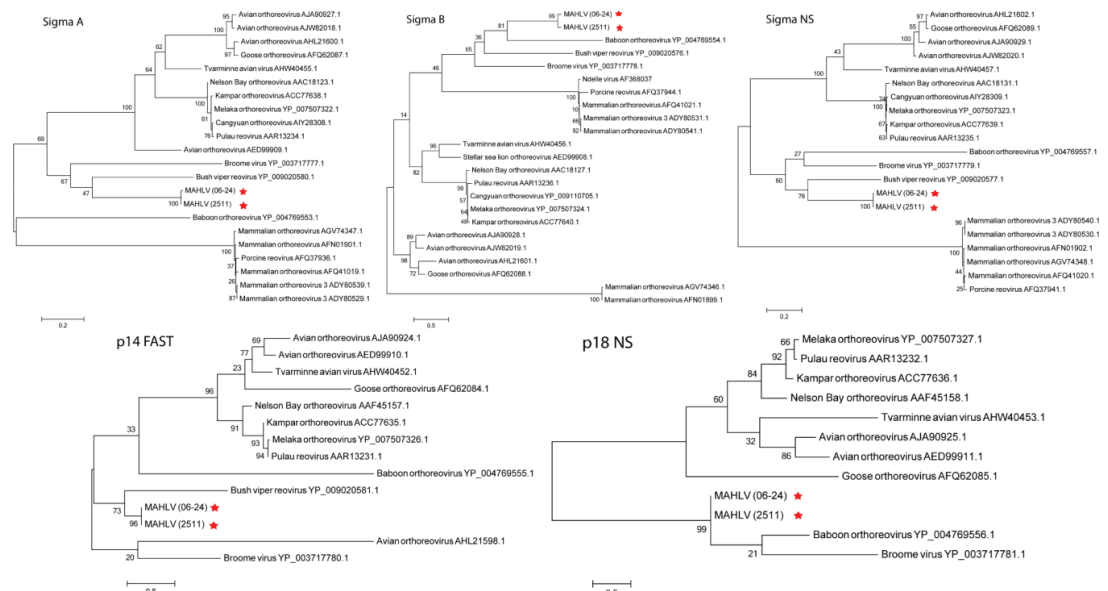 Sigma A
95
Avian orthoreovirus AJA90927.1
Avian orthoreovirus AJW82018.1
100
Avian orthoreovirus AHL21600.1
97
Goose orthoreovirus AFQ62087.1
62
Tvarminne avian virus AHW40455.1
64
Nelson Bay orthoreovirus AAC18123.1
100
Kampar orthoreovirus ACC77638.1
Melaka orthoreovirus YP_007507322.1
100
61
Cangyuan orthoreovirus AIY28308.1
76
Pulau reovirus AAR13234.1
69
Avian orthoreovirus AED99909.1
Broome virus YP_003717777.1
67
Bush viper reovirus YP_009020580.1
47
MAHLV (06-24)
100
MAHLV (2511)
Baboon orthoreovirus YP_004769553.1
Mammalian orthoreovirus AGV74347.1
Mammalian orthoreovirus AFN01901.1
100
Porcine reovirus AFQ37936.1
37
Mammalian orthoreovirus AFQ41019.1
26
Mammalian orthoreovirus 3 ADY80539.1
87
Mammalian orthoreovirus 3 ADY80529.1
0.2
Sigma B
99
MAHLV (06-24)
81
MAHLV (2511)
36
Baboon orthoreovirus YP_004769554.1
65
Bush viper reovirus YP_009020576.1
46
Broome virus YP_003717778.1
Ndelle virus AF368037
100
Porcine reovirus AFQ37944.1
10
Mammalian orthoreovirus AFQ41021.1
66
Mammalian orthoreovirus 3 ADY80531.1
14
92
Mammalian orthoreovirus ADY80541.1
Tvarminne avian virus AHW40456.1
96
Stellar sea lion orthoreovirus AED99908.1
82
Nelson Bay orthoreovirus AAC18127.1
99
Pulau reovirus AAR13236.1
57
Cangyuan orthoreovirus YP_009110705.1
64
Melaka orthoreovirus YP_007507324.1
48
Kampar orthoreovirus ACC77640.1
89
Avian orthoreovirus AJA90928.1
Avian orthoreovirus AJW82019.1
98
Avian orthoreovirus AHL21601.1
72
Goose orthoreovirus AFQ62088.1
Mammalian orthoreovirus AGV74346.1
100
Mammalian orthoreovirus AFN01899.1
0.5
Sigma NS
97
Avian orthoreovirus AHL21602.1
55
Goose orthoreovirus AFQ62089.1
100
Avian orthoreovirus AJA90929.1
43
Avian orthoreovirus AJW82020.1
Tvarminne avian virus AHW40457.1
100
Nelson Bay orthoreovirus AAC18131.1
Cangyuan orthoreovirus AIY28309.1
100
Melaka orthoreovirus YP_007507323.1
67
Kampar orthoreovirus ACC77639.1
63
Pulau reovirus AAR13235.1
27
Baboon orthoreovirus YP_004769557.1
Broome virus YP_003717779.1
60
Bush viper reovirus YP_009020577.1
78
MAHLV (06-24)
100
MAHLV (2511)
96
Mammalian orthoreovirus 3 ADY80540.1
Mammalian orthoreovirus 3 ADY80530.1
Mammalian orthoreovirus AFN01902.1
100
Mammalian orthoreovirus AGV74348.1
44
Mammalian orthoreovirus AFQ41020.1
25
Porcine reovirus AFQ37941.1
0.2
p14 FAST
69
Avian orthoreovirus AJA90924.1
77
Avian orthoreovirus AED99910.1
23
Tvarminne avian virus AHW40452.1
Goose orthoreovirus AFQ62084.1
96
Nelson Bay orthoreovirus AAF45157.1
91
Kampar orthoreovirus ACC77635.1
93
Melaka orthoreovirus YP_007507326.1
33
94
Pulau reovirus AAR13231.1
Baboon orthoreovirus YP_004769555.1
Bush viper reovirus YP_009020581.1
73
MAHLV (06-24)
96
MAHLV (2511)
Avian orthoreovirus AHL21598.1
20
Broome virus YP_003717780.1
p18 NS
66
Melaka orthoreovirus YP_007507327.1
92
Pulau reovirus AAR13232.1
84
Kampar orthoreovirus ACC77636.1
60
Nelson Bay orthoreovirus AAF45158.1
Tvarminne avian virus AHW40453.1
32
Avian orthoreovirus AJA90925.1
86
Avian orthoreovirus AED99911.1
Goose orthoreovirus AFQ62085.1
MAHLV (06-24)
MAHLV (2511)
99
Baboon orthoreovirus YP_004769556.1
21
Broome virus YP_003717781.1